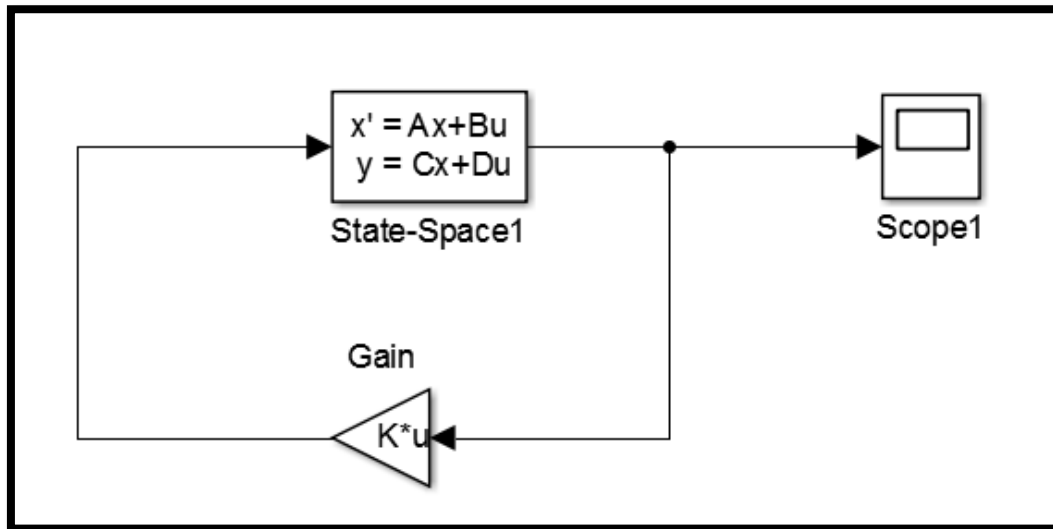 x' = Ax+Bu
y = Cx+Du
State-Space1
Scope1
Gain
K*u